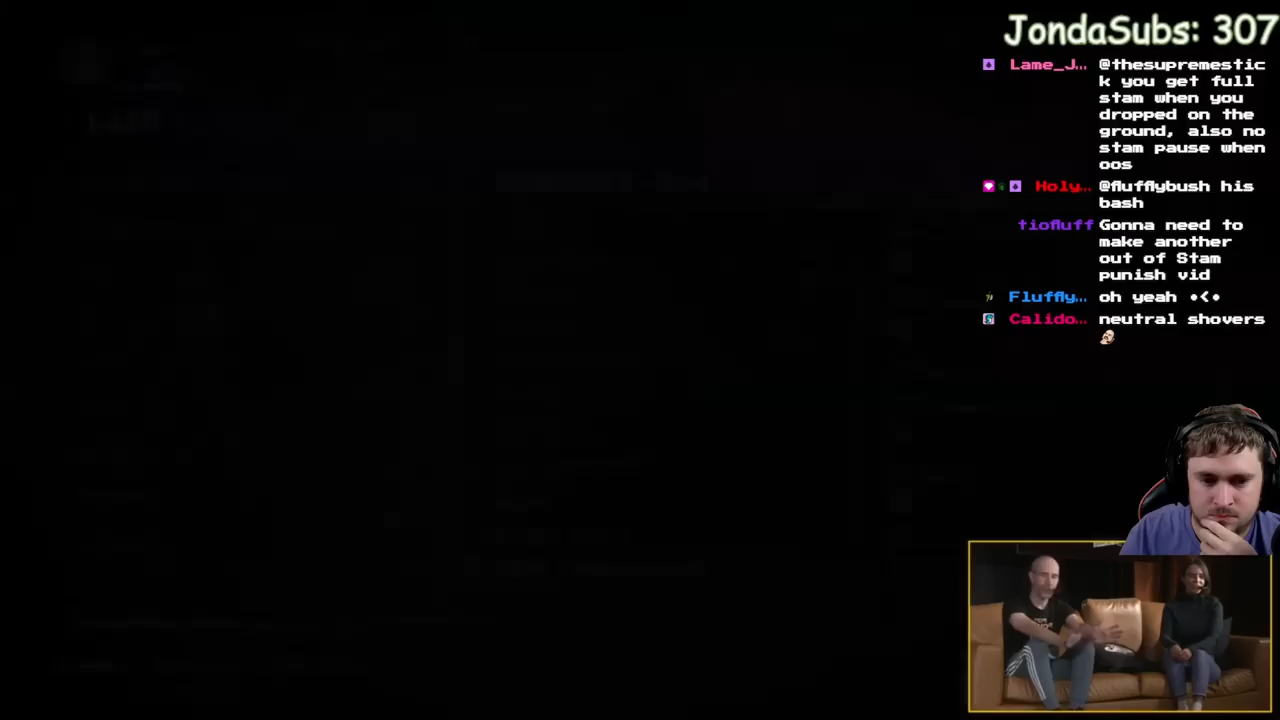 JondaSubs: 307
Lame_J... @thesupremestic
k you get full
stam when you
dropped on the
ground, also no
stam pause when
oos
Holy... @flufflybush his
bash
tiofluff Gonna need to
make another
out of Stam
punish vid
Fluffly... oh yeah •<•
Calido... neutral shovers